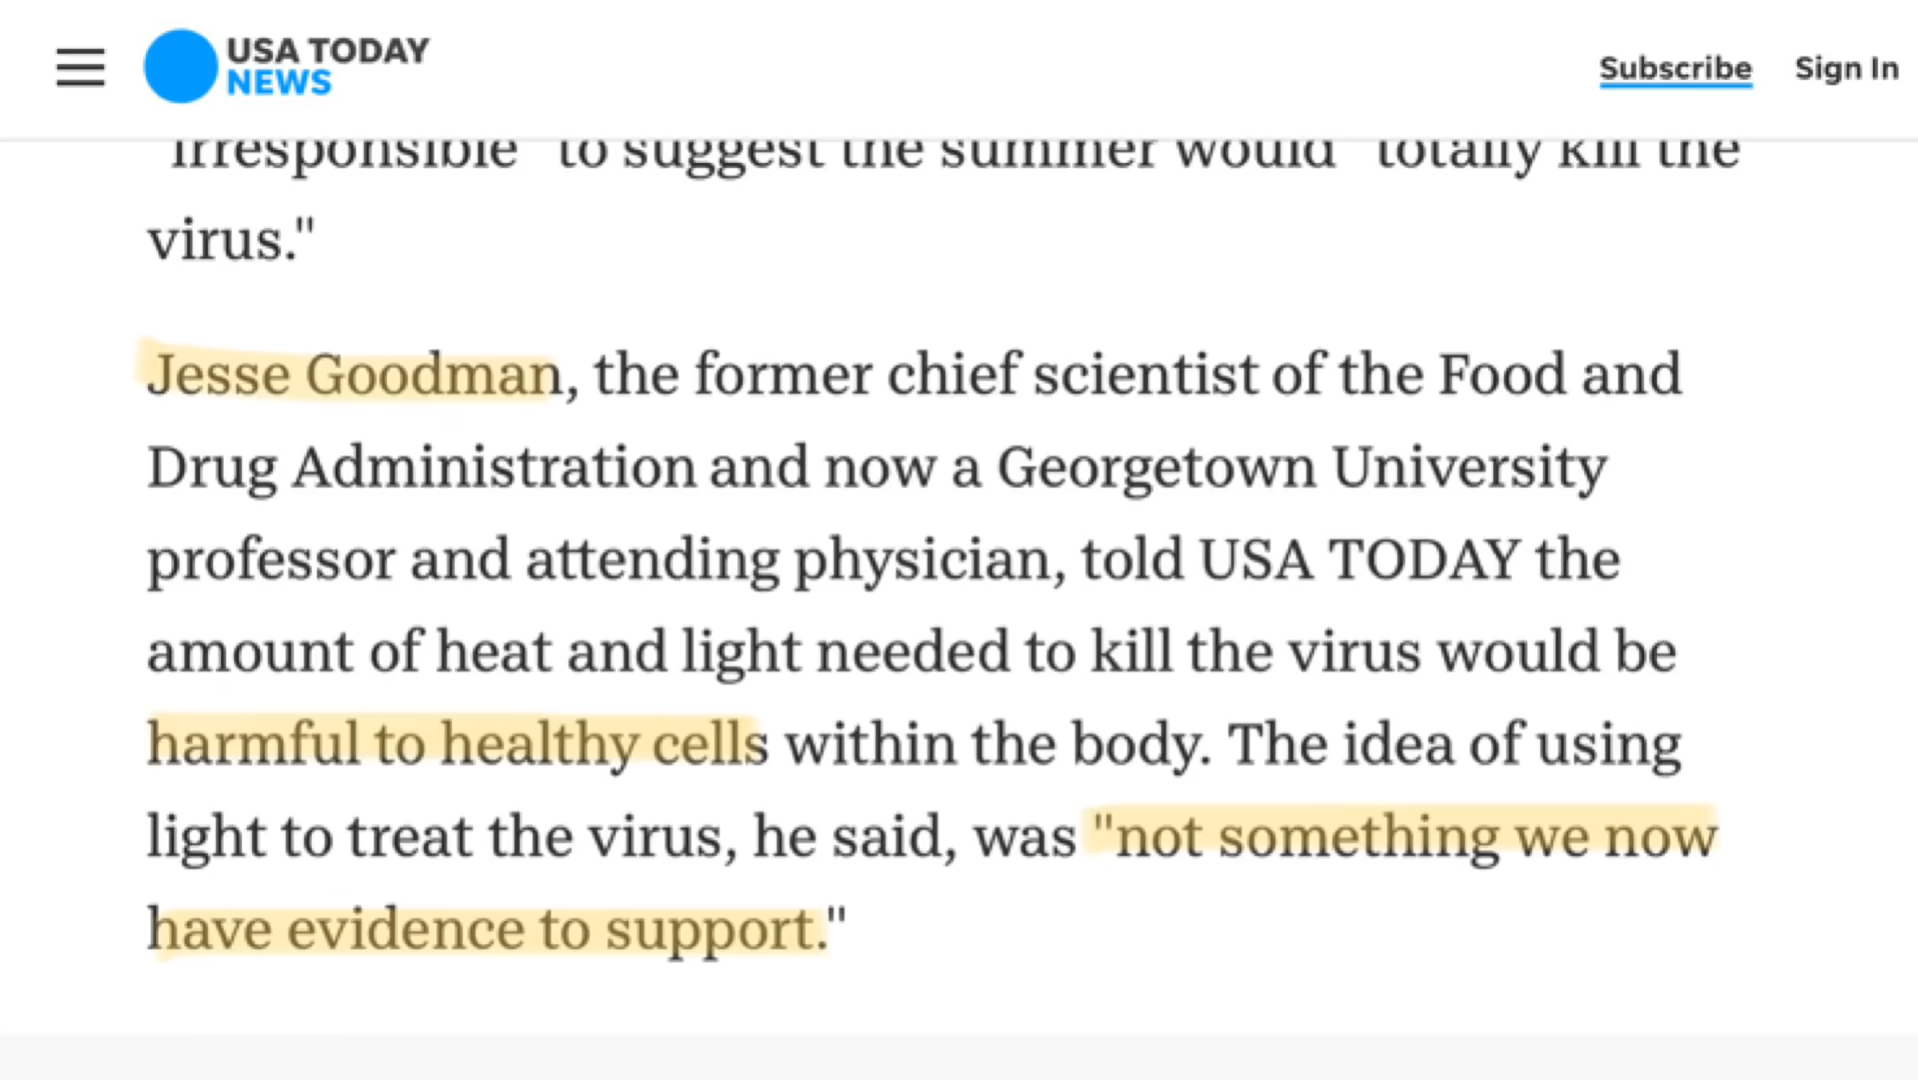 USA TODAY
NEWS
Subscribe
Sign In
"irresponsible" to suggest the summer would "totally kill the
virus."
Jesse Goodman, the former chief scientist of the Food and
Drug Administration and now a Georgetown University
professor and attending physician, told USA TODAY the
amount of heat and light needed to kill the virus would be
harmful to healthy cells within the body. The idea of using
light to treat the virus, he said, was "not something we now
have evidence to support."